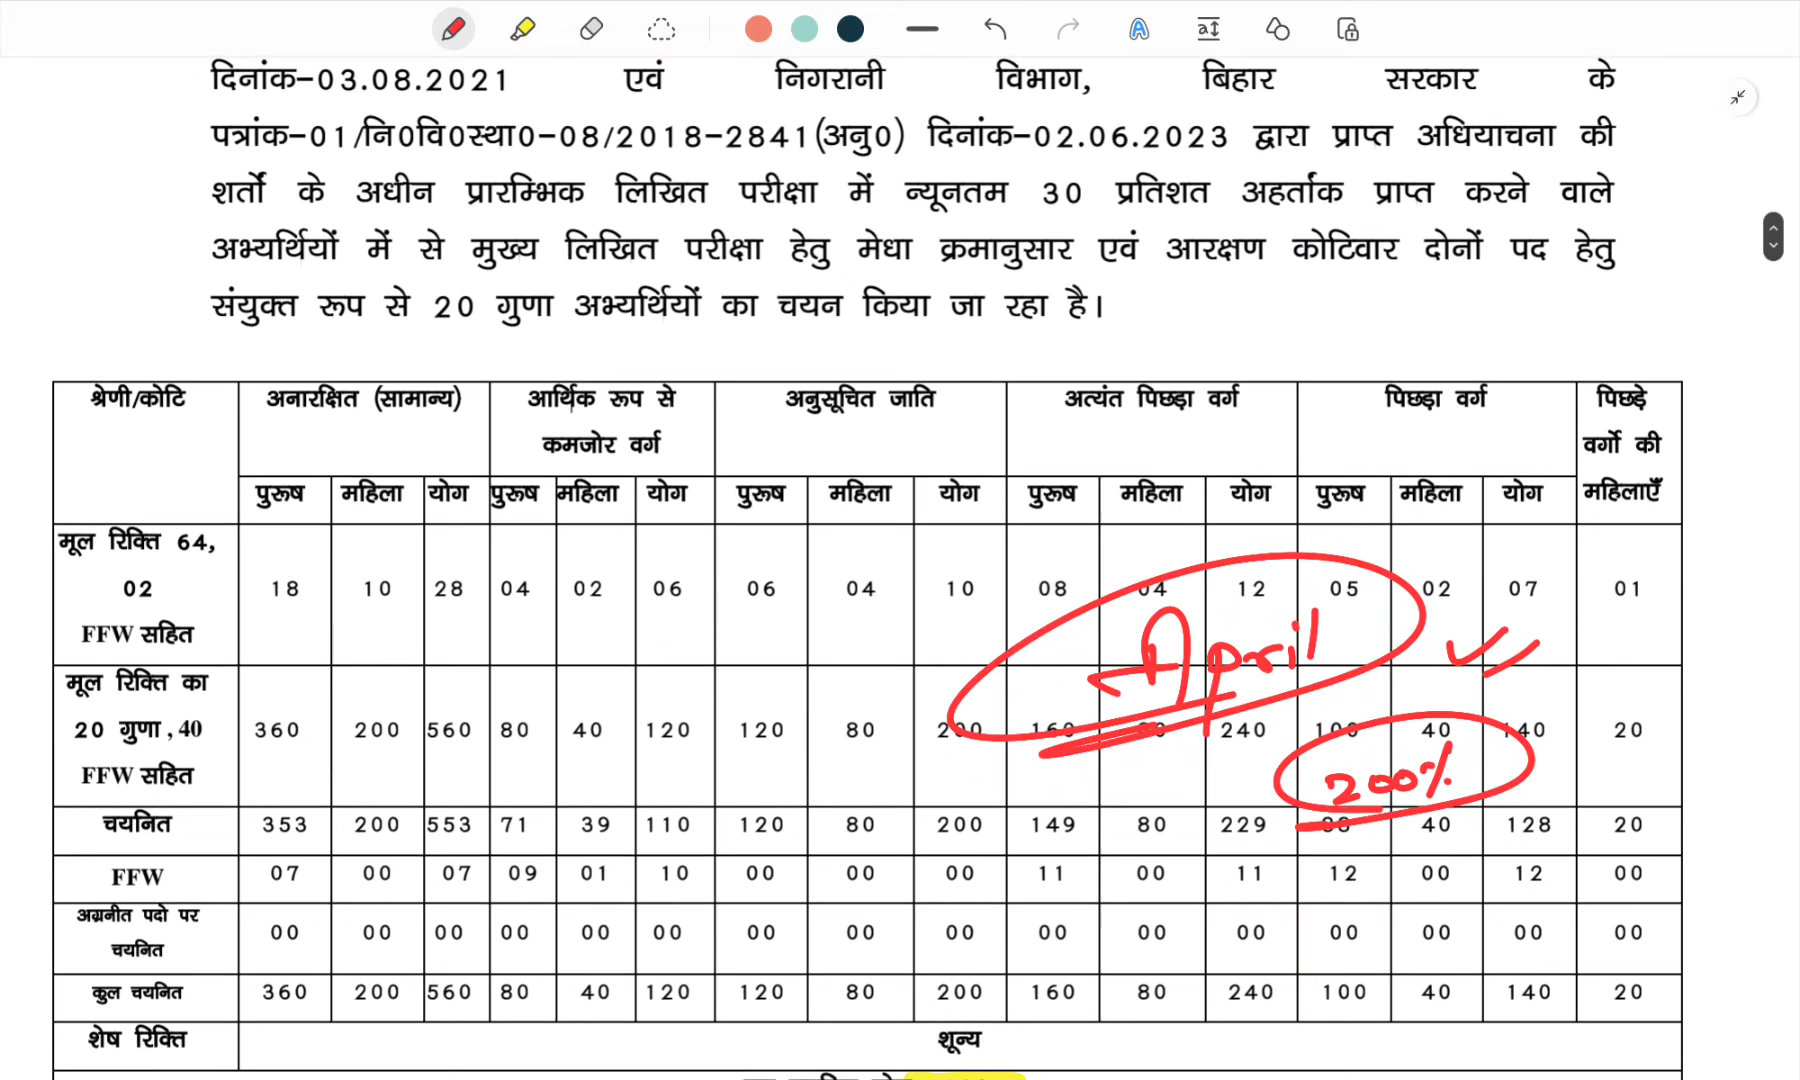 दिनांक–03.08.2021 एवं निगरानी विभाग, बिहार सरकार के
पत्रांक–01/नि0वि0स्था0–08/2018–2841(अनु0) दिनांक–02.06.2023 द्वारा प्राप्त अधियाचना की
शर्तों के अधीन प्रारम्भिक लिखित परीक्षा में न्यूनतम 30 प्रतिशत अहर्तांक प्राप्त करने वाले
अभ्यर्थियों में से मुख्य लिखित परीक्षा हेतु मेधा क्रमानुसार एवं आरक्षण कोटिवार दोनों पद हेतु
संयुक्त रूप से 20 गुणा अभ्यर्थियों का चयन किया जा रहा है।
श्रेणी/कोटि अनारक्षित (सामान्य) आर्थिक रूप से कमजोर वर्ग अनुसूचित जाति अत्यंत पिछड़ा वर्ग पिछड़ा वर्ग पिछड़े वर्गो की महिलाएँ
पुरूष महिला योग पुरूष महिला योग पुरूष महिला योग पुरूष महिला योग पुरूष महिला योग
मूल रिक्ति 64, 02 FFW सहित 18 10 28 04 02 06 06 04 10 08 04 12 05 02 07 01
April
मूल रिक्ति का 20 गुणा , 40 FFW सहित 360 200 560 80 40 120 120 80 200 160 240 100 40 140 20
200%
चयनित 353 200 553 71 39 110 120 80 200 149 80 229 40 128 20
FFW 07 00 07 09 01 10 00 00 00 11 00 11 12 00 12 00
अग्रनीत पदो पर चयनित 00 00 00 00 00 00 00 00 00 00 00 00 00 00 00 00
कुल चयनित 360 200 560 80 40 120 120 80 200 160 80 240 100 40 140 20
शेष रिक्ति शून्य